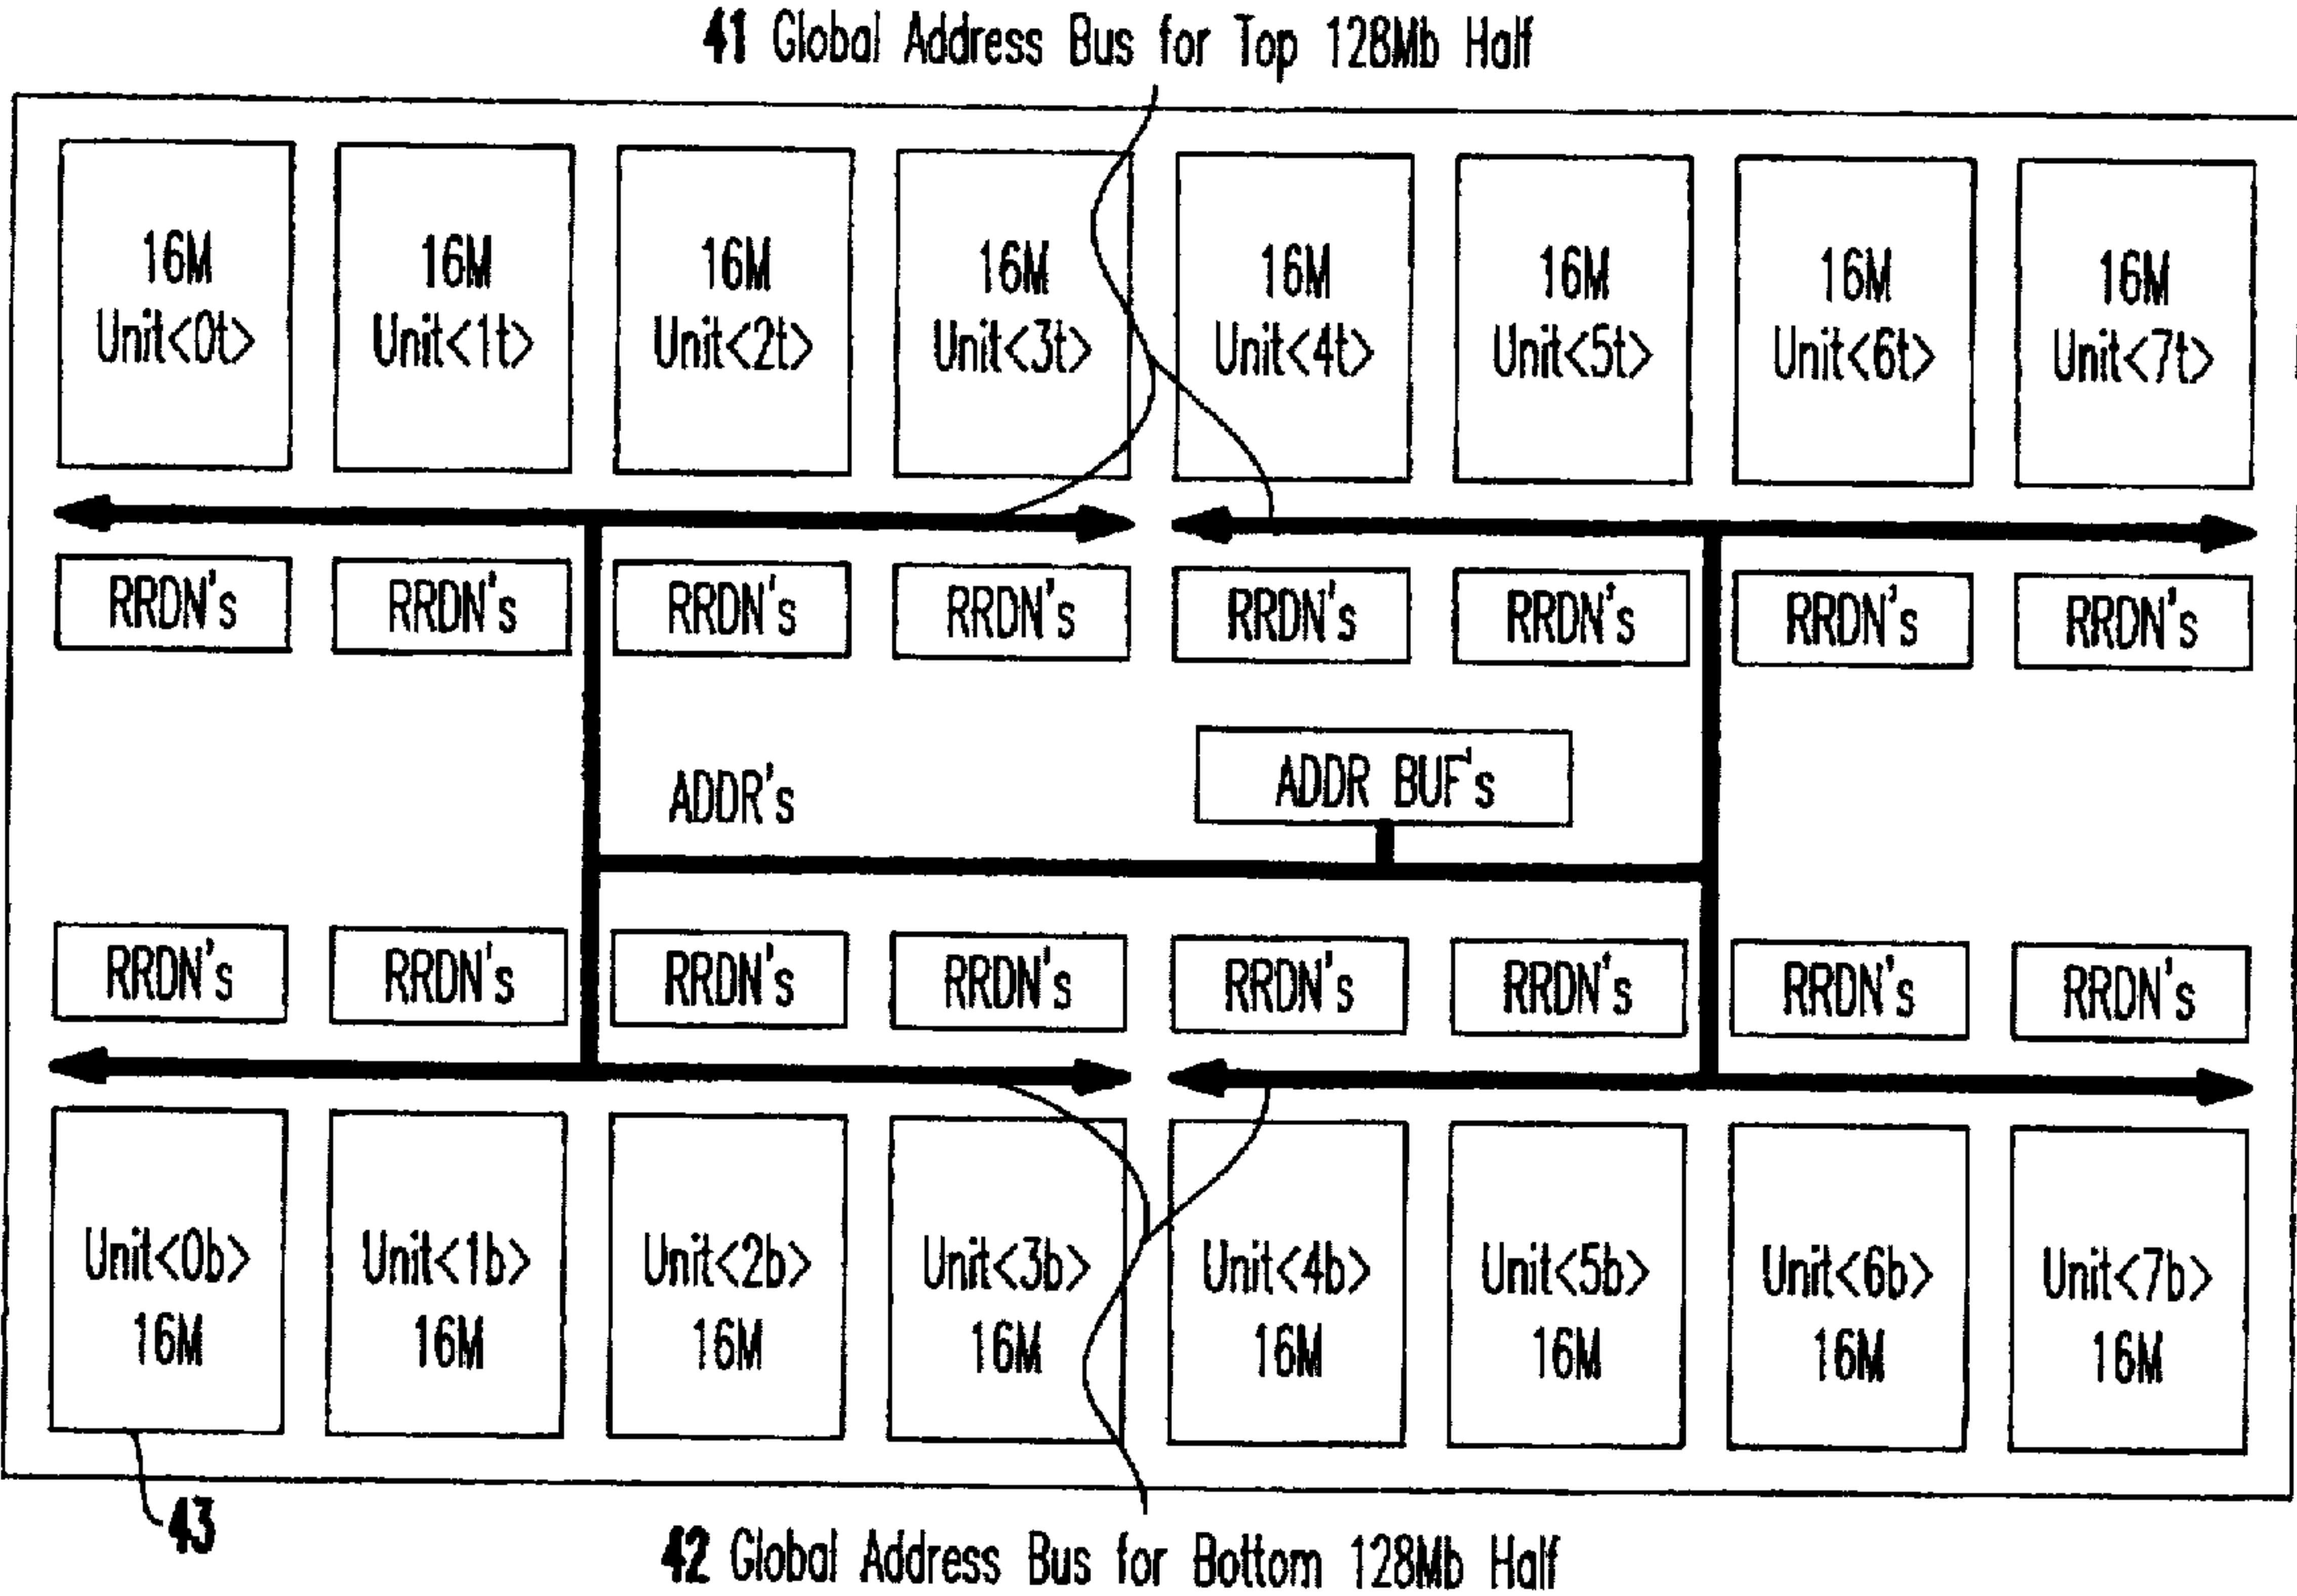 41 Global Address Bus for Top 128Mb Half
16M 16M 16M 16M 16M 16M 16M 16M
Unit<0t> Unit<1t> Unit<2t> Unit<3t> Unit<4t> Unit<5t> Unit<6t> Unit<7t>
RRDN's RRDN's RRDN's RRDN's RRDN's RRDN's RRDN's RRDN's
ADDR's ADDR BUF's
RRDN's RRDN's RRDN's RRDN's RRDN's RRDN's RRDN's RRDN's
Unit<0b> Unit<1b> Unit<2b> Unit<3b> Unit<4b> Unit<5b> Unit<6b> Unit<7b>
16M 16M 16M 16M 16M 16M 16M 16M
43
42 Global Address Bus for Bottom 128Mb Half